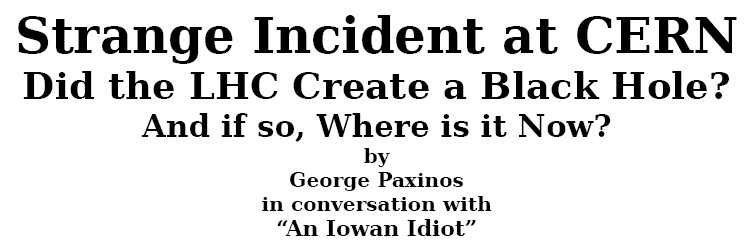 Strange Incident at CERN
Did the LHC Create a Black Hole?
And if so, Where is it Now?
by
George Paxinos
in conversation with
“An Iowan Idiot”